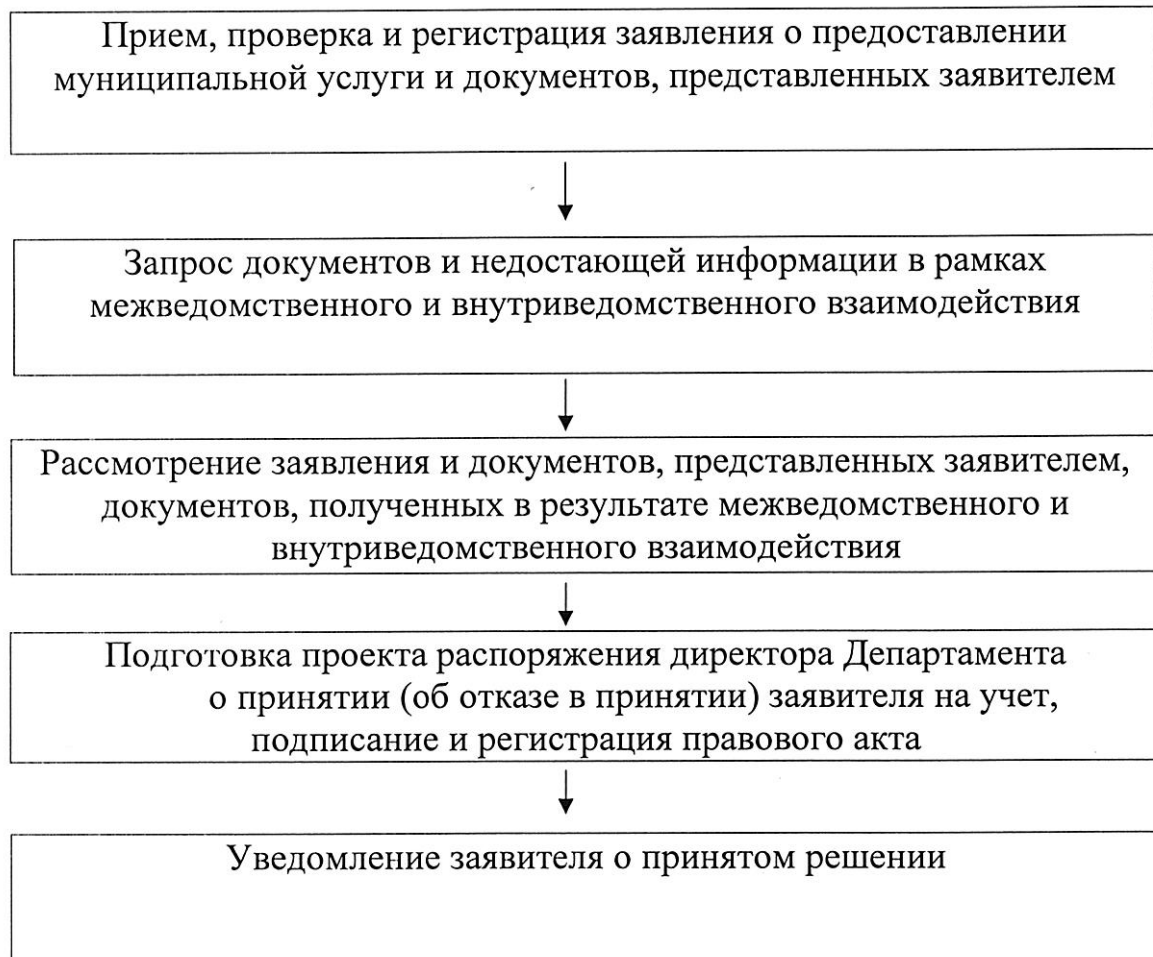 Прием, проверка и регистрация заявления о предоставлении
муниципальной услуги и документов, представленных заявителем
Запрос документов и недостающей информации в рамках
межведомственного и внутриведомственного взаимодействия
Рассмотрение заявления и документов, представленных заявителем,
документов, полученных в результате межведомственного и
внутриведомственного взаимодействия
Подготовка проекта распоряжения директора Департамента
о принятии (об отказе в принятии) заявителя на учет,
подписание и регистрация правового акта
Уведомление заявителя о принятом решении